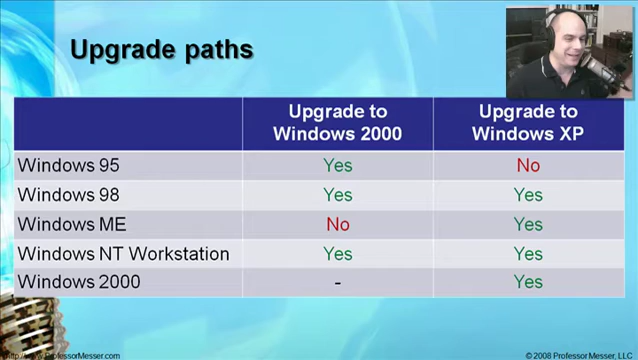 Upgrade paths
Upgrade to Windows 2000 Upgrade to Windows XP
Windows 95 Yes No
Windows 98 Yes Yes
Windows ME No Yes
Windows NT Workstation Yes Yes
Windows 2000 - Yes
http://www.ProfessorMesser.com © 2008 Professor Messer, LLC